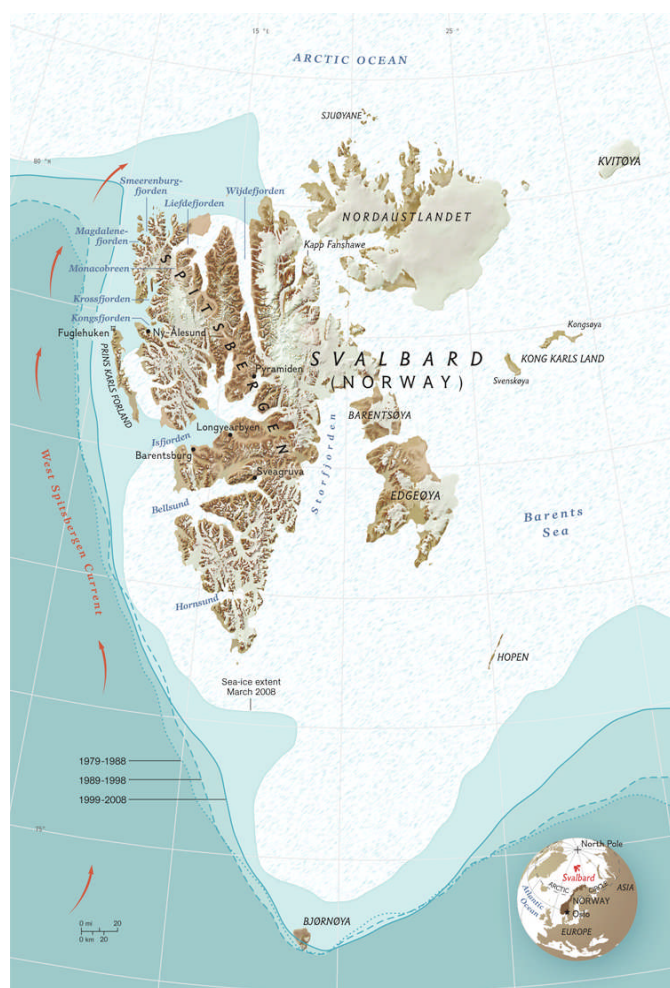 15 °E
25 °
ARCTIC OCEAN
SJUØYANE
KVITØYA
80 °N
Smeerenburg-
fjorden
Liefdefjorden
Wijdefjorden
NORDAUSTLANDET
Magdalene-
fjorden
Kapp Fanshawe
Monacobreen
Krossfjorden
Kongsfjorden
Fuglehuken
Ny-Ålesund
SPITSBERGEN
PRINS KARLS FORLAND
Kongsøya
SVALBARD
(NORWAY)
KONG KARLS LAND
Svenskøya
Pyramiden
BARENTSØYA
Longyearbyen
Isfjorden
Barentsburg
Storfjorden
Sveagruva
EDGEØYA
Bellsund
Barents
Sea
West Spitsbergen Current
Hornsund
HOPEN
Sea-ice extent
March 2008
1979-1988
1989-1998
1999-2008
75°
North Pole
Svalbard
ARCTIC CIRCLE
ASIA
Atlantic
Ocean
NORWAY
Oslo
EUROPE
BJØRNØYA
0 mi 20
0 km 20